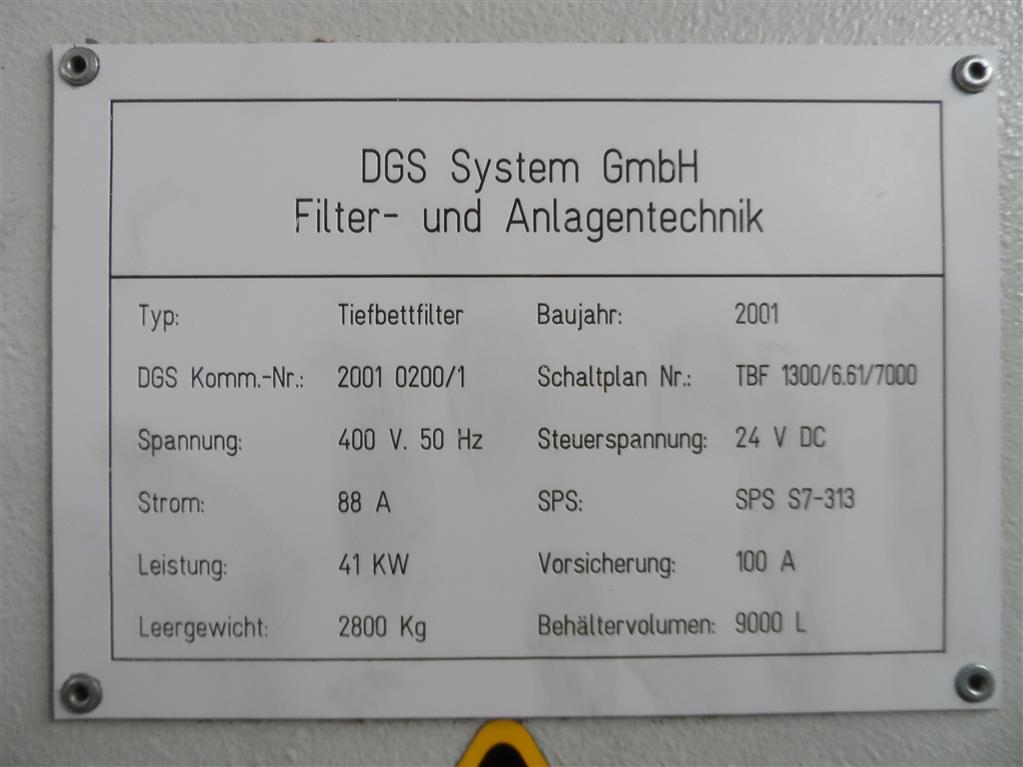 DGS System GmbH
Filter- und Anlagentechnik
Typ: Tiefbettfilter Baujahr: 2001
DGS Komm.-Nr.: 2001 0200/1 Schaltplan Nr.: TBF 1300/6.61/7000
Spannung: 400 V. 50 Hz Steuerspannung: 24 V DC
Strom: 88 A SPS: SPS S7-313
Leistung: 41 KW Vorsicherung: 100 A
Leergewicht: 2800 Kg Behältervolumen: 9000 L